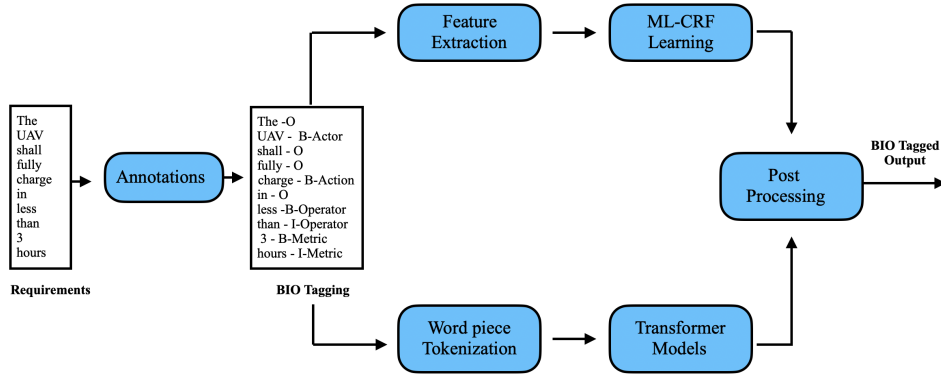 The
UAV
shall
fully
charge
in
less
than
3
hours
Requirements
Annotations
The -O
UAV - B-Actor
shall - O
fully - O
charge - B-Action
in - O
less -B-Operator
than - I-Operator
3 - B-Metric
hours - I-Metric
BIO Tagging
Feature
Extraction
ML-CRF
Learning
Word piece
Tokenization
Transformer
Models
Post
Processing
BIO Tagged
Output